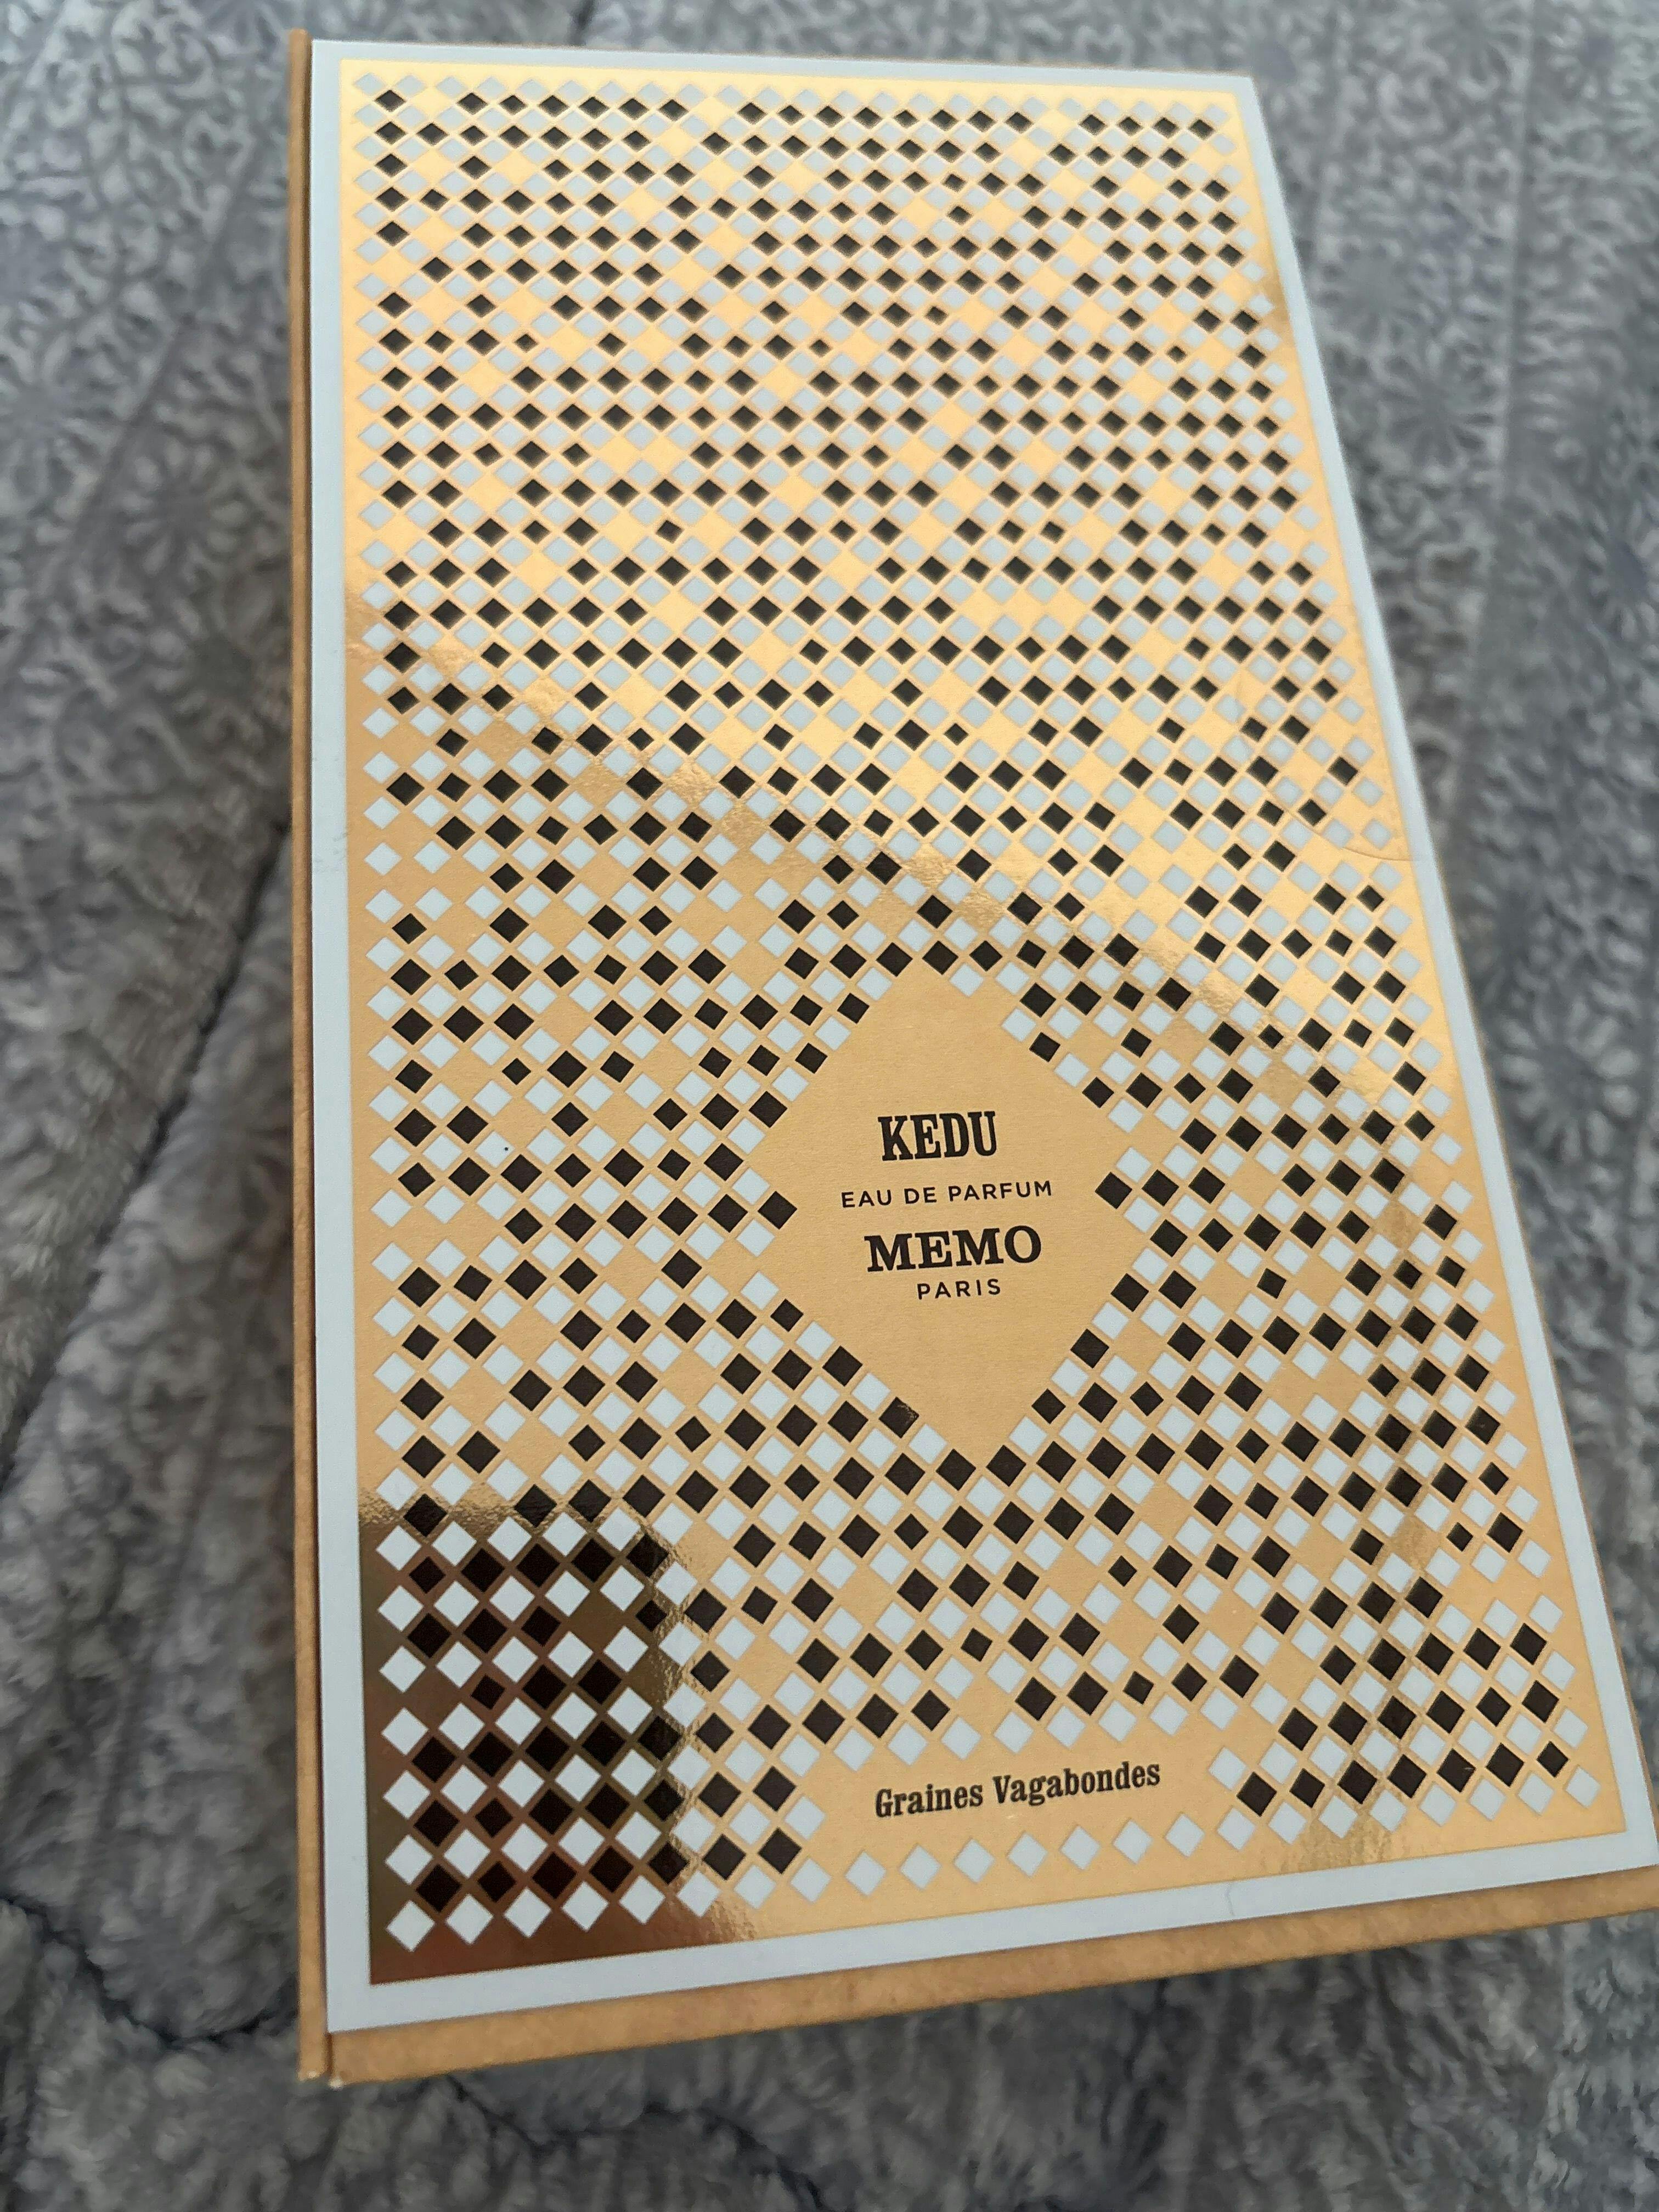 KEDU
EAU DE PARFUM
MEMO
PARIS
Graines Vagabondes